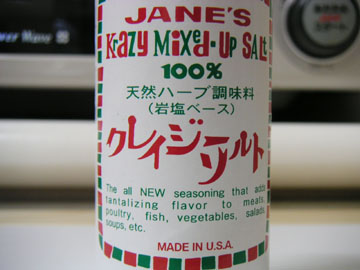 JANE'S
Krazy Mixed-Up SALt
100%
天然ハーブ調味料
(岩塩ベース)
クレイジーソルト
The all NEW seasoning that adds
tantalizing flavor to meats,
poultry, fish, vegetables, salads,
soups, etc.
MADE IN U.S.A.